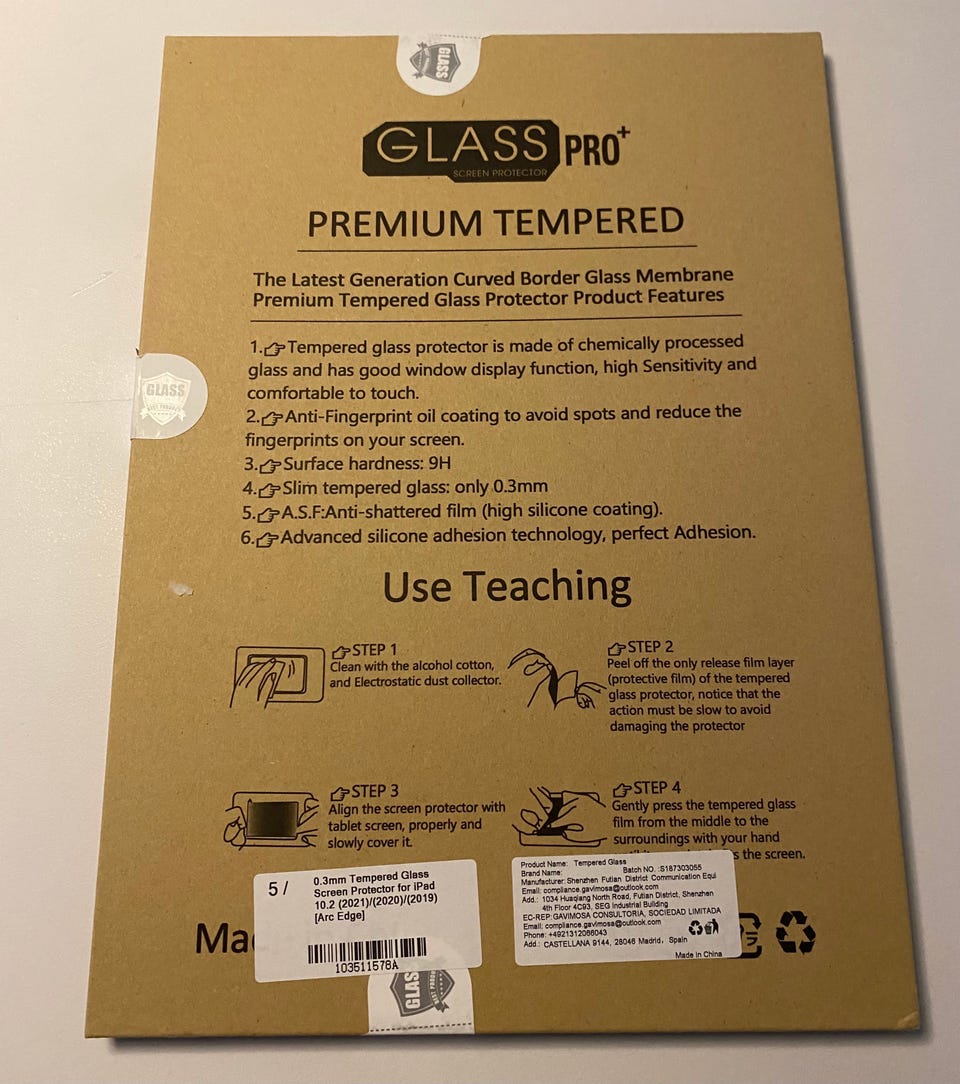 GLASS
GLASS PRO+
SCREEN PROTECTOR
PREMIUM TEMPERED
The Latest Generation Curved Border Glass Membrane
Premium Tempered Glass Protector Product Features
1.Tempered glass protector is made of chemically processed
glass and has good window display function, high Sensitivity and
comfortable to touch.
2.Anti-Fingerprint oil coating to avoid spots and reduce the
fingerprints on your screen.
3.Surface hardness: 9H
4.Slim tempered glass: only 0.3mm
5.A.S.F:Anti-shattered film (high silicone coating).
6.Advanced silicone adhesion technology, perfect Adhesion.
GLASS
BEST PRODUCT
Use Teaching
STEP 1
Clean with the alcohol cotton,
and Electrostatic dust collector.
STEP 2
Peel off the only release film layer
(protective film) of the tempered
glass protector, notice that the
action must be slow to avoid
damaging the protector
STEP 3
Align the screen protector with
tablet screen, properly and
slowly cover it.
STEP 4
Gently press the tempered glass
film from the middle to the
surroundings with your hand
s the screen.
5 /
0.3mm Tempered Glass
Screen Protector for iPad
10.2 (2021)/(2020)/(2019)
[Arc Edge]
103511578A
Product Name: Tempered Glass
Brand Name: Batch NO. :S187303055
Manufacturer: Shenzhen Futian District Communication Equi
Email: compliance.gavimosa@outlook.com
Add.: 1034 Huaqiang North Road, Futian District, Shenzhen
4th Floor 4C93, SEG Industrial Building
EC-REP: GAVIMOSA CONSULTORIA, SOCIEDAD LIMITADA
Email: compliance.gavimosa@outlook.com
Phone: +4921312066043
Add.: CASTELLANA 9144, 28046 Madrid, Spain
Made in China
Ma
GLAS
BEST PRODUCT